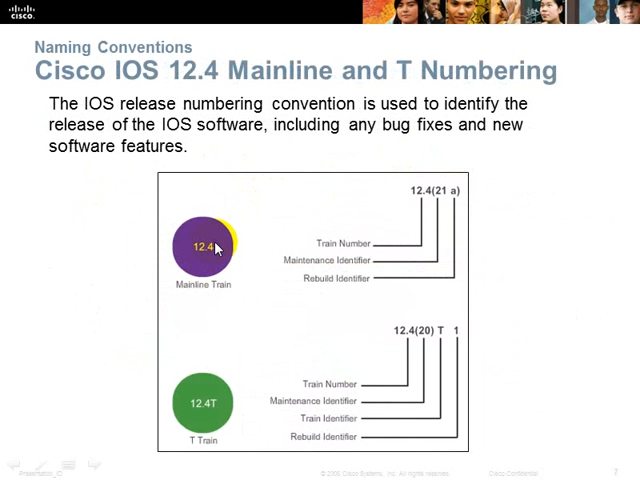 CISCO
Naming Conventions
Cisco IOS 12.4 Mainline and T Numbering
The IOS release numbering convention is used to identify the
release of the IOS software, including any bug fixes and new
software features.
12.4(21 a)
12.4
Train Number
Maintenance Identifier
Rebuild Identifier
Mainline Train
12.4(20) T 1
Train Number
12.4T
Maintenance Identifier
Train Identifier
Rebuild Identifier
T Train
Presentation_ID
Cisco Systems, Inc. All rights reserved.
Cisco Confidential